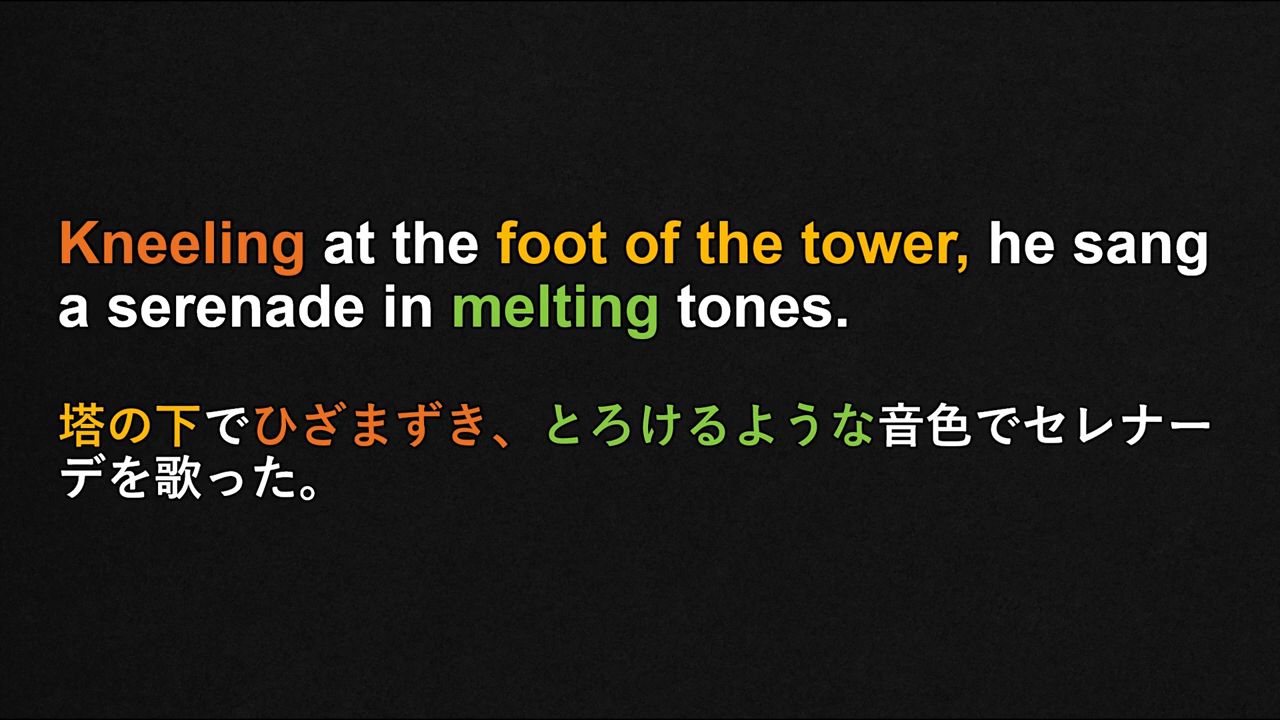 Kneeling at the foot of the tower, he sang
a serenade in melting tones.
塔の下でひざまずき、とろけるような音色でセレナー
デを歌った。